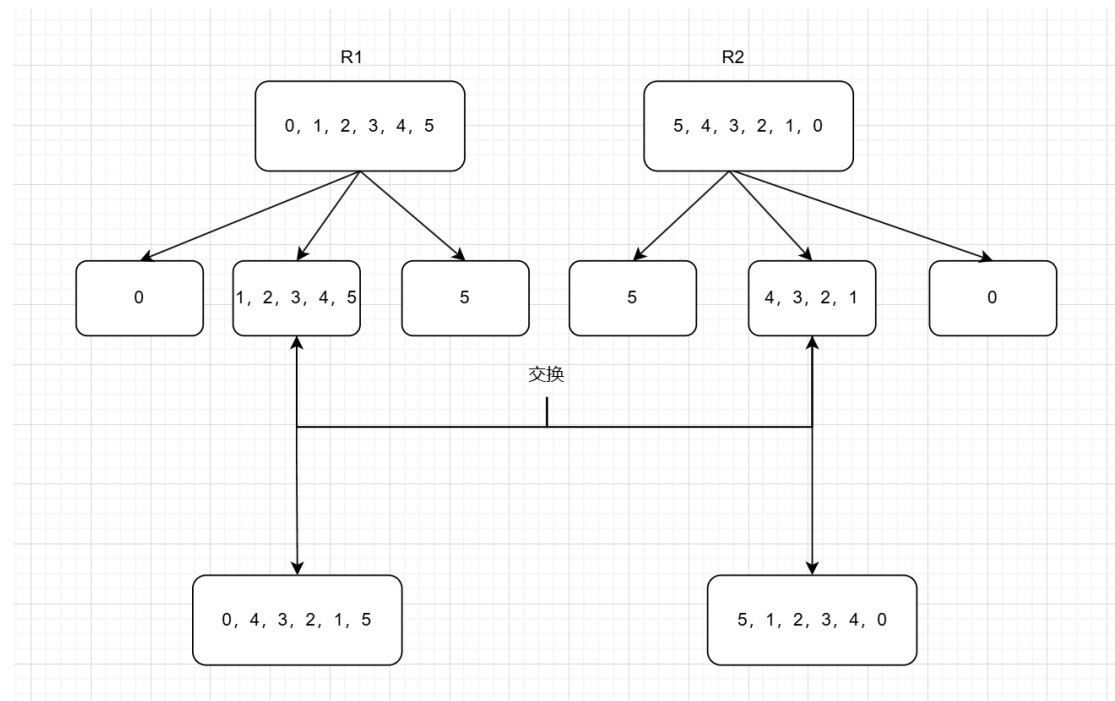 R1
R2
0, 1, 2, 3, 4, 5
5, 4, 3, 2, 1, 0
0
1, 2, 3, 4, 5
5
5
4, 3, 2, 1
0
交换
0, 4, 3, 2, 1, 5
5, 1, 2, 3, 4, 0